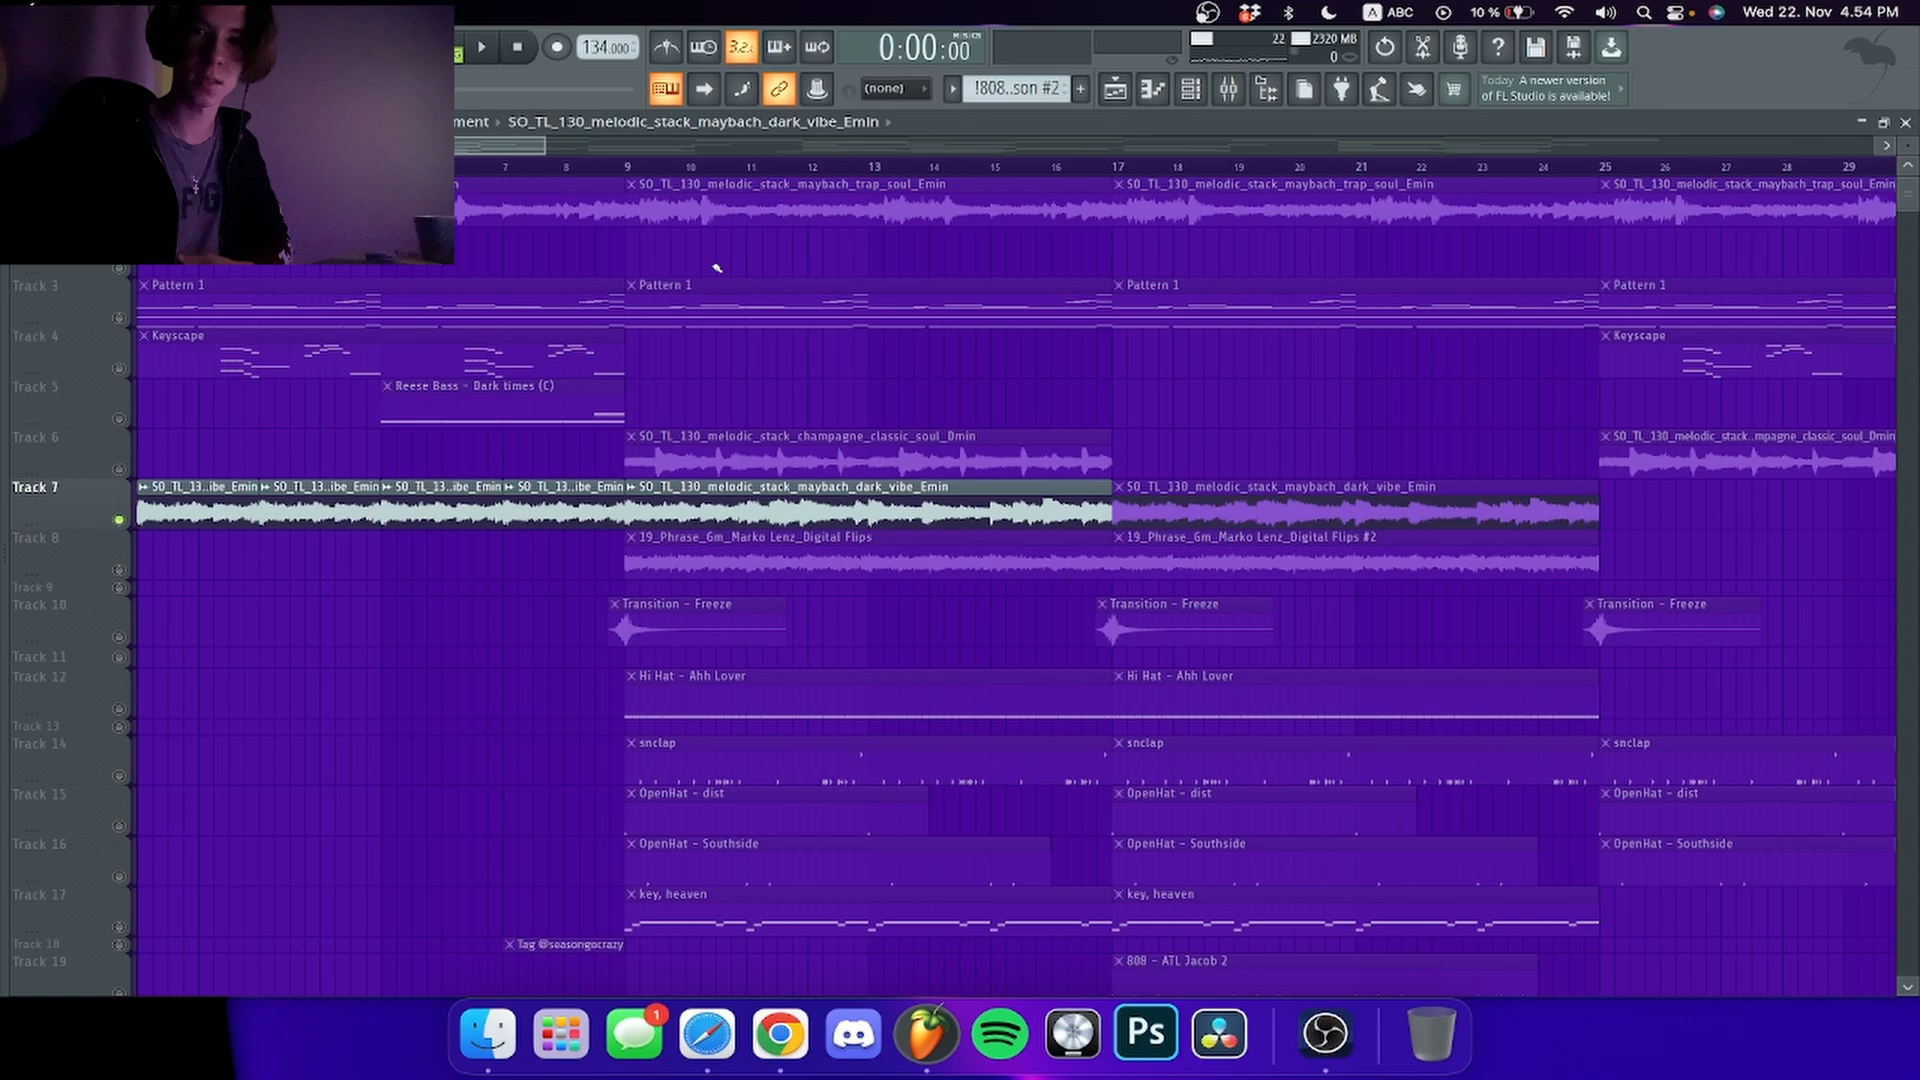 ABC
10 %
Wed 22. Nov 4.54 PM
134.000
3.2.
0:00:00
M:S:CS
22
2320 MB
0
(none)
!808..son #2
Today A newer version
of FL Studio is available!
ment › SO_TL_130_melodic_stack_maybach_dark_vibe_Emin ›
7 8 9 10 11 12 13 14 15 16 17 18 19 20 21 22 23 24 25 26 27 28 29
SO_TL_130_melodic_stack_maybach_trap_soul_Emin
SO_TL_130_melodic_stack_maybach_trap_soul_Emin
SO_TL_130_melodic_stack_maybach_trap_soul_Emin
Track 3
Pattern 1
Pattern 1
Pattern 1
Pattern 1
Track 4
Keyscape
Keyscape
Track 5
Reese Bass - Dark times (C)
Track 6
SO_TL_130_melodic_stack_champagne_classic_soul_Dmin
SO_TL_130_melodic_stack..mpagne_classic_soul_Dmin
Track 7
SO_TL_13..ibe_Emin
SO_TL_13..ibe_Emin
SO_TL_13..ibe_Emin
SO_TL_13..ibe_Emin
SO_TL_130_melodic_stack_maybach_dark_vibe_Emin
SO_TL_130_melodic_stack_maybach_dark_vibe_Emin
Track 8
19_Phrase_Gm_Marko Lenz_Digital Flips
19_Phrase_Gm_Marko Lenz_Digital Flips #2
Track 9
Track 10
Transition - Freeze
Transition - Freeze
Transition - Freeze
Track 11
Track 12
Hi Hat - Ahh Lover
Hi Hat - Ahh Lover
Track 13
Track 14
snclap
snclap
snclap
Track 15
OpenHat - dist
OpenHat - dist
OpenHat - dist
Track 16
OpenHat - Southside
OpenHat - Southside
OpenHat - Southside
Track 17
key, heaven
key, heaven
Track 18
Tag @seasongocrazy
Track 19
808 - ATL Jacob 2
1
Ps